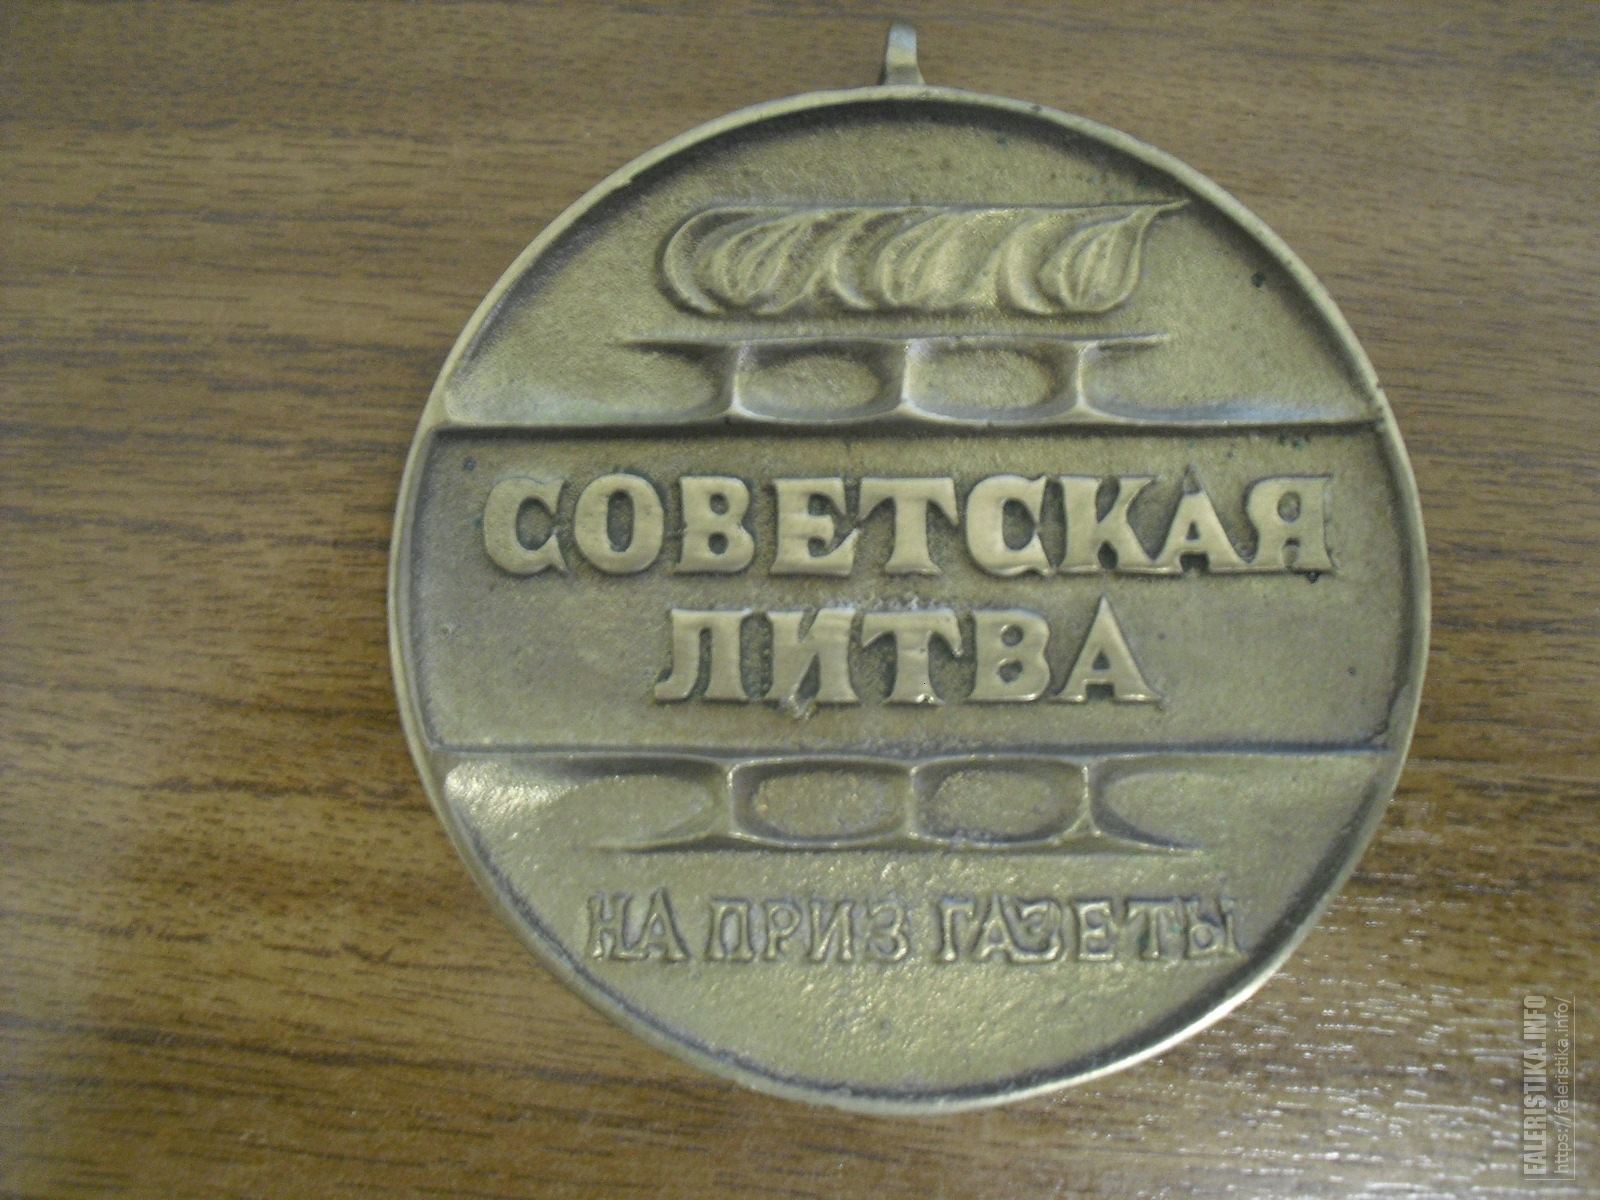 СОВЕТСКАЯ
ЛИТВА
НА ПРИЗ ГАЗЕТЫ
FALERISTIKA.INFO
https://faleristika.info/